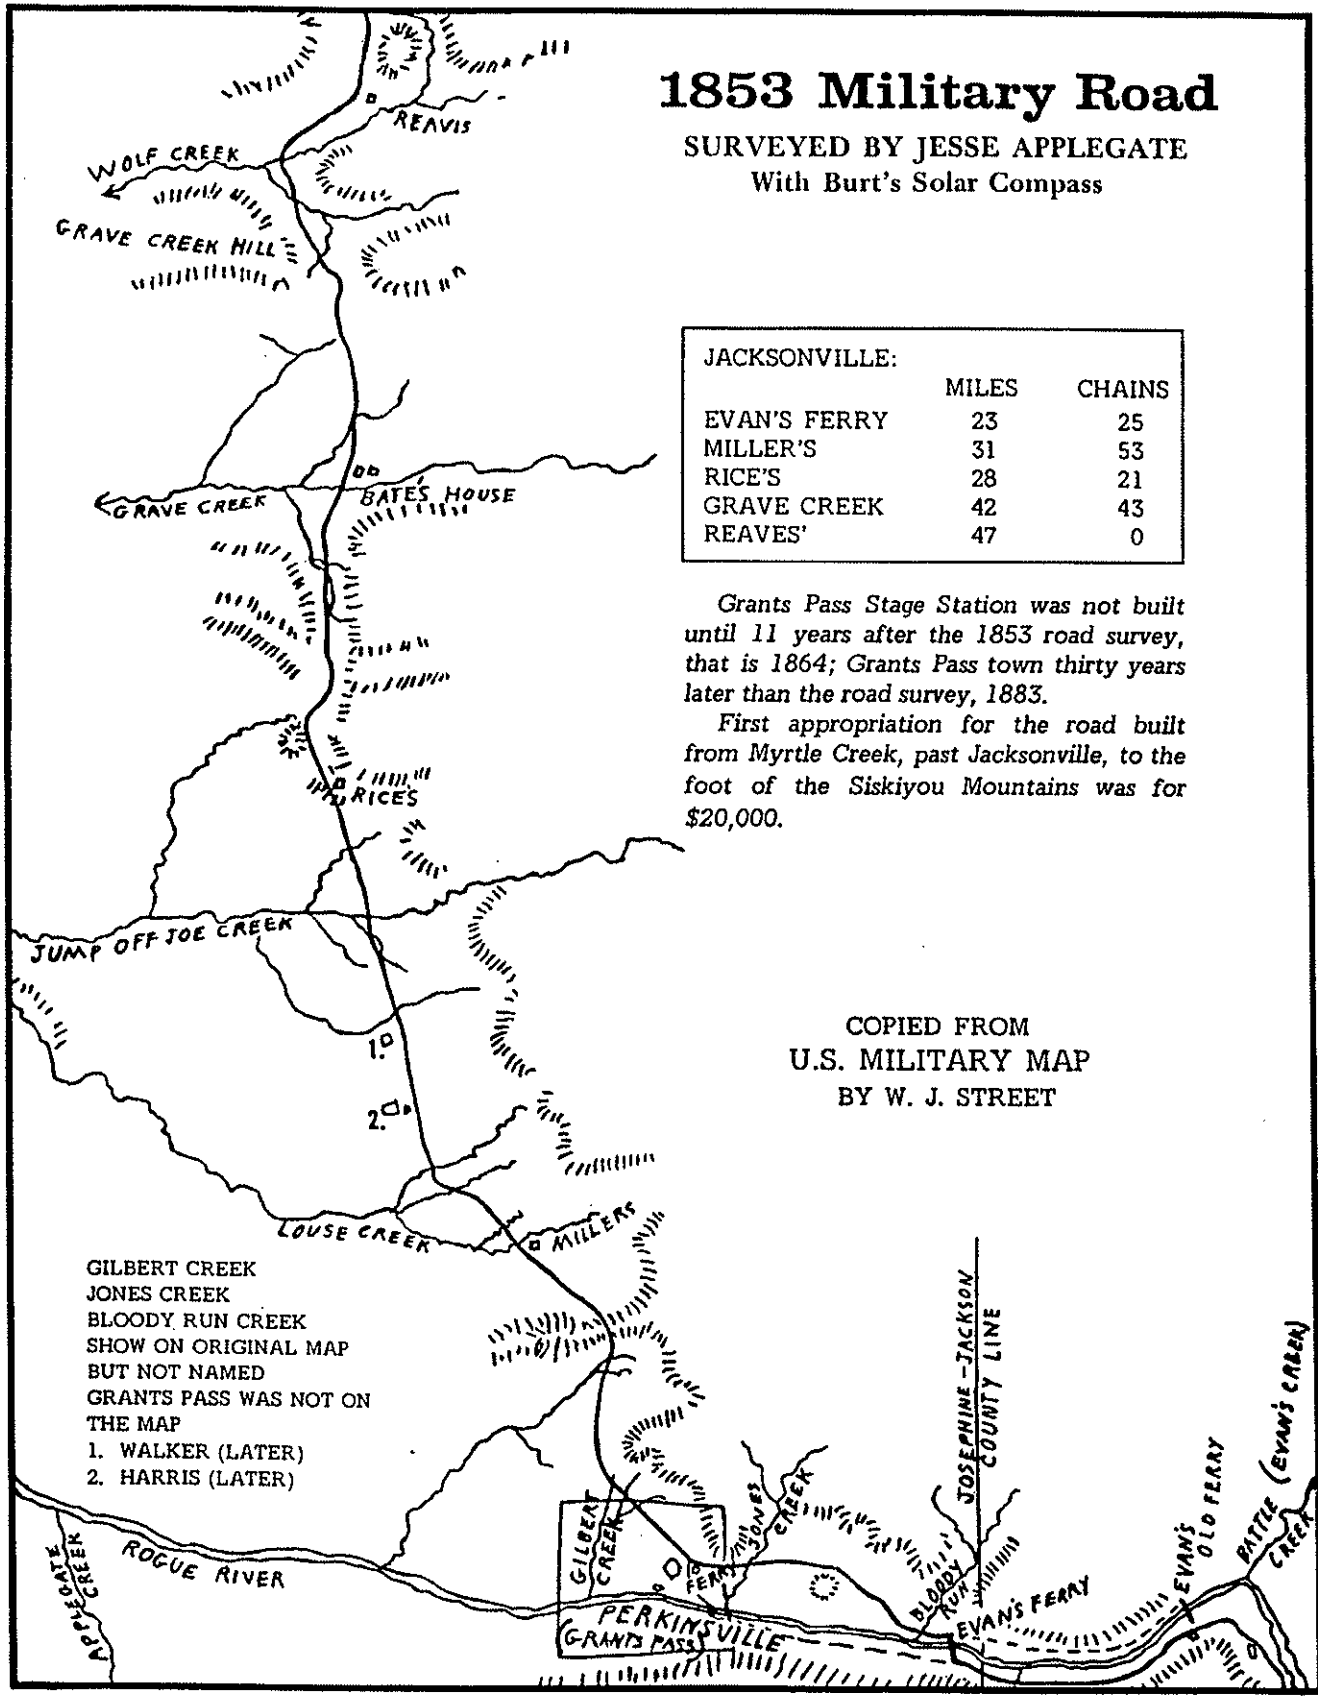 1853 Military Road
SURVEYED BY JESSE APPLEGATE
With Burt's Solar Compass
REAVIS
WOLF CREEK
GRAVE CREEK HILL
JACKSONVILLE:
MILES CHAINS
EVAN'S FERRY 23 25
MILLER'S 31 53
RICE'S 28 21
GRAVE CREEK 42 43
REAVES' 47 0
BATE'S HOUSE
GRAVE CREEK
Grants Pass Stage Station was not built
until 11 years after the 1853 road survey,
that is 1864; Grants Pass town thirty years
later than the road survey, 1883.
First appropriation for the road built
from Myrtle Creek, past Jacksonville, to the
foot of the Siskiyou Mountains was for
$20,000.
RICES
JUMP OFF JOE CREEK
COPIED FROM
U.S. MILITARY MAP
BY W. J. STREET
1.
2.
LOUSE CREEK
MILLERS
GILBERT CREEK
JONES CREEK
BLOODY RUN CREEK
SHOW ON ORIGINAL MAP
BUT NOT NAMED
GRANTS PASS WAS NOT ON
THE MAP
1. WALKER (LATER)
2. HARRIS (LATER)
JOSEPHINE-JACKSON
COUNTY LINE
APPLEGATE
CREEK
ROGUE RIVER
GILBERT
CREEK
FERRY
JONES
CREEK
PERKINSVILLE
(GRANTS PASS)
BLOODY
RUN
EVAN'S FERRY
EVAN'S
OLD FERRY
BATTLE (EVAN'S CREEK)
CREEK